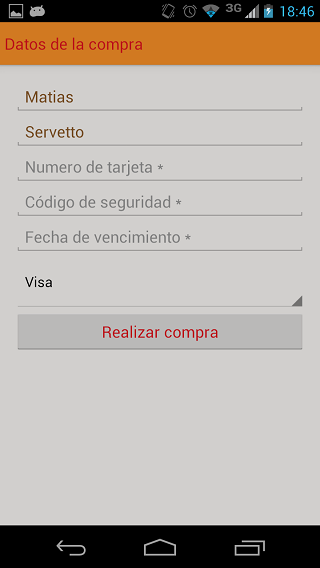 3G 18:46
Datos de la compra
Matias
Servetto
Numero de tarjeta *
Código de seguridad *
Fecha de vencimiento *
Visa
Realizar compra